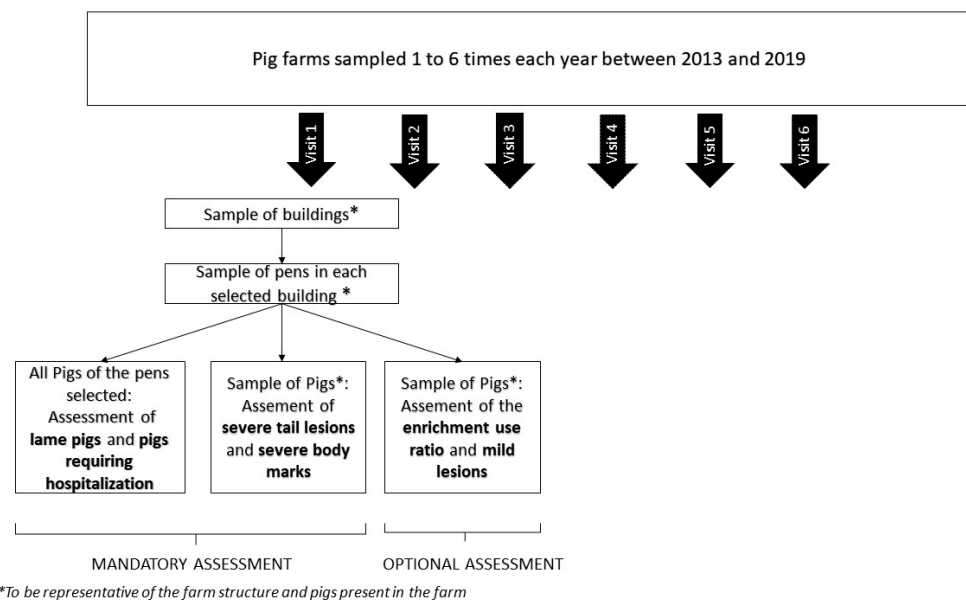 Pig farms sampled 1 to 6 times each year between 2013 and 2019
Visit 1
Visit 2
Visit 3
Visit 4
Visit 5
Visit 6
Sample of buildings*
Sample of pens in each
selected building *
All Pigs of the pens
selected:
Assessment of
lame pigs and pigs
requiring
hospitalization
Sample of Pigs*:
Assement of
severe tail lesions
and severe body
marks
Sample of Pigs*:
Assement of the
enrichment use
ratio and mild
lesions
MANDATORY ASSESSMENT
OPTIONAL ASSESSMENT
*To be representative of the farm structure and pigs present in the farm